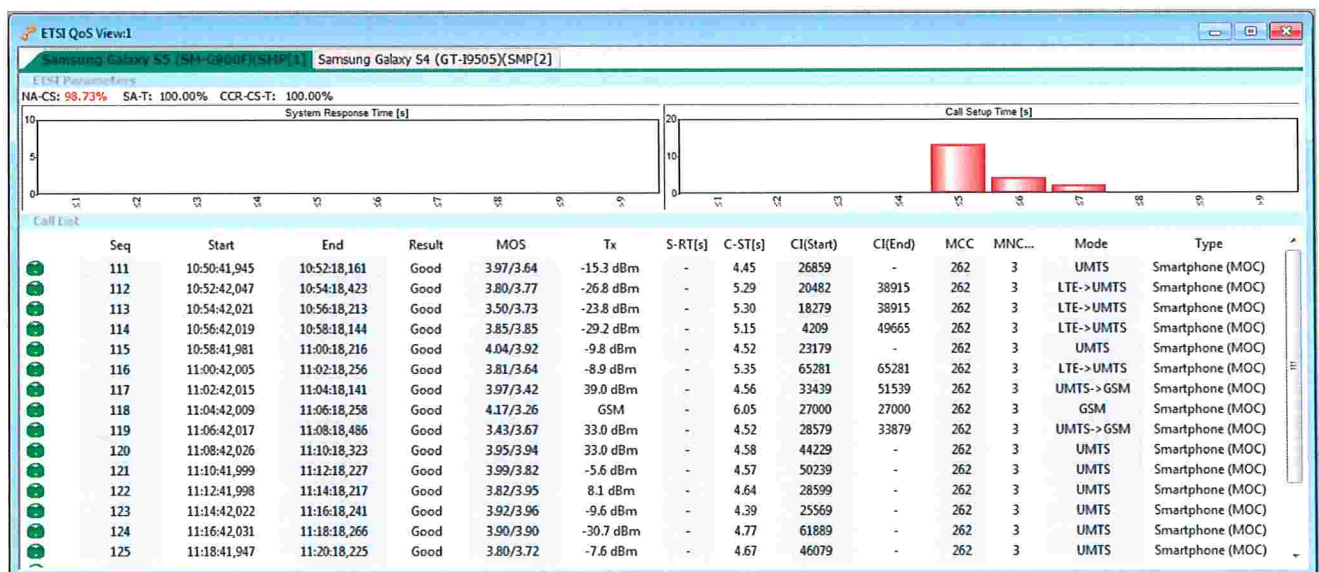 ETSI QoS View:1
Samsung Galaxy S5 (SM-G900F)(SMP[1] Samsung Galaxy S4 (GT-I9505)(SMP[2]
ETSI Parameters
NA-CS: 98.73% SA-T: 100.00% CCR-CS-T: 100.00%
System Response Time [s]
10
5
0
≤1 ≤2 ≤3 ≤4 ≤5 ≤6 ≤7 ≤8 ≤9 >9
Call Setup Time [s]
20
10
0
≤1 ≤2 ≤3 ≤4 ≤5 ≤6 ≤7 ≤8 ≤9 >9
Call List
Seq Start End Result MOS Tx S-RT[s] C-ST[s] CI(Start) CI(End) MCC MNC... Mode Type
111 10:50:41,945 10:52:18,161 Good 3.97/3.64 -15.3 dBm - 4.45 26859 - 262 3 UMTS Smartphone (MOC)
112 10:52:42,047 10:54:18,423 Good 3.80/3.77 -26.8 dBm - 5.29 20482 38915 262 3 LTE->UMTS Smartphone (MOC)
113 10:54:42,021 10:56:18,213 Good 3.50/3.73 -23.8 dBm - 5.30 18279 38915 262 3 LTE->UMTS Smartphone (MOC)
114 10:56:42,019 10:58:18,144 Good 3.85/3.85 -29.2 dBm - 5.15 4209 49665 262 3 LTE->UMTS Smartphone (MOC)
115 10:58:41,981 11:00:18,216 Good 4.04/3.92 -9.8 dBm - 4.52 23179 - 262 3 UMTS Smartphone (MOC)
116 11:00:42,005 11:02:18,256 Good 3.81/3.64 -8.9 dBm - 5.35 65281 65281 262 3 LTE->UMTS Smartphone (MOC)
117 11:02:42,015 11:04:18,141 Good 3.97/3.42 39.0 dBm - 4.56 33439 51539 262 3 UMTS->GSM Smartphone (MOC)
118 11:04:42,009 11:06:18,258 Good 4.17/3.26 GSM - 6.05 27000 27000 262 3 GSM Smartphone (MOC)
119 11:06:42,017 11:08:18,486 Good 3.43/3.67 33.0 dBm - 4.52 28579 33879 262 3 UMTS->GSM Smartphone (MOC)
120 11:08:42,026 11:10:18,323 Good 3.95/3.94 33.0 dBm - 4.58 44229 - 262 3 UMTS Smartphone (MOC)
121 11:10:41,999 11:12:18,227 Good 3.99/3.82 -5.6 dBm - 4.57 50239 - 262 3 UMTS Smartphone (MOC)
122 11:12:41,998 11:14:18,217 Good 3.82/3.95 8.1 dBm - 4.64 28599 - 262 3 UMTS Smartphone (MOC)
123 11:14:42,022 11:16:18,241 Good 3.92/3.96 -9.6 dBm - 4.39 25569 - 262 3 UMTS Smartphone (MOC)
124 11:16:42,031 11:18:18,266 Good 3.90/3.90 -30.7 dBm - 4.77 61889 - 262 3 UMTS Smartphone (MOC)
125 11:18:41,947 11:20:18,225 Good 3.80/3.72 -7.6 dBm - 4.67 46079 - 262 3 UMTS Smartphone (MOC)